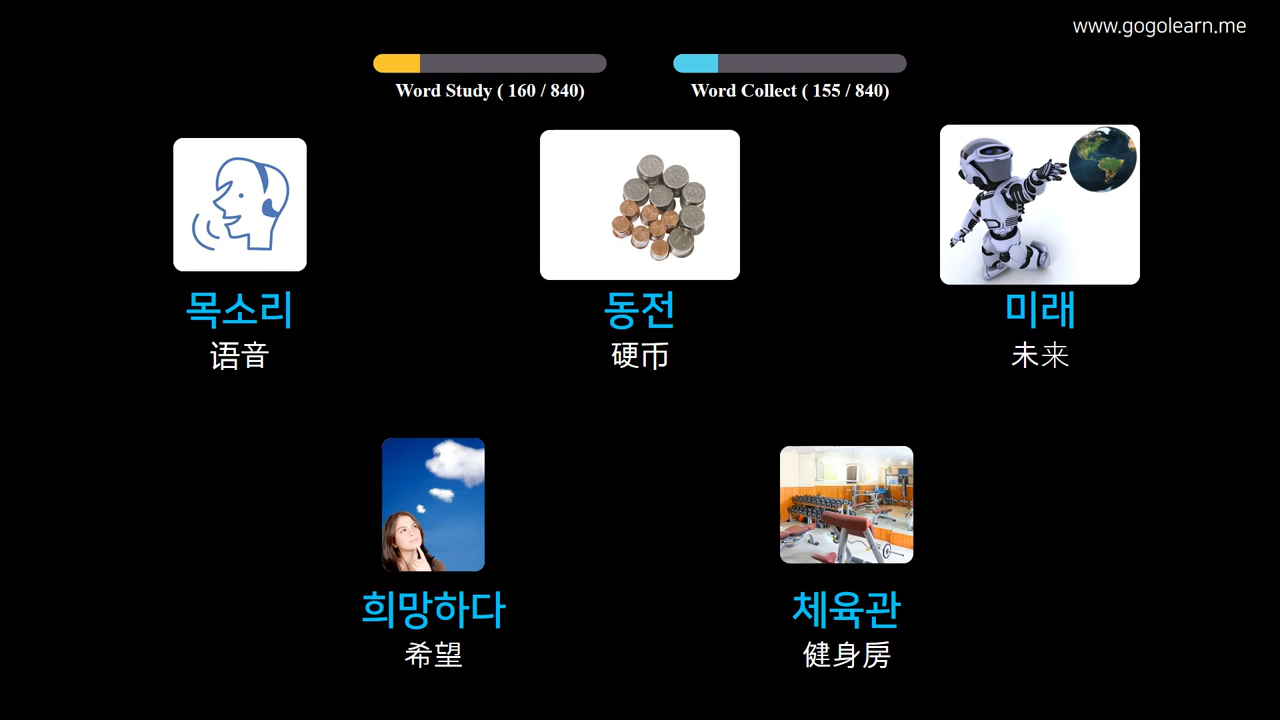 www.gogolearn.me
Word Study ( 160 / 840)
Word Collect ( 155 / 840)
목소리
语音
동전
硬币
미래
未来
희망하다
希望
체육관
健身房